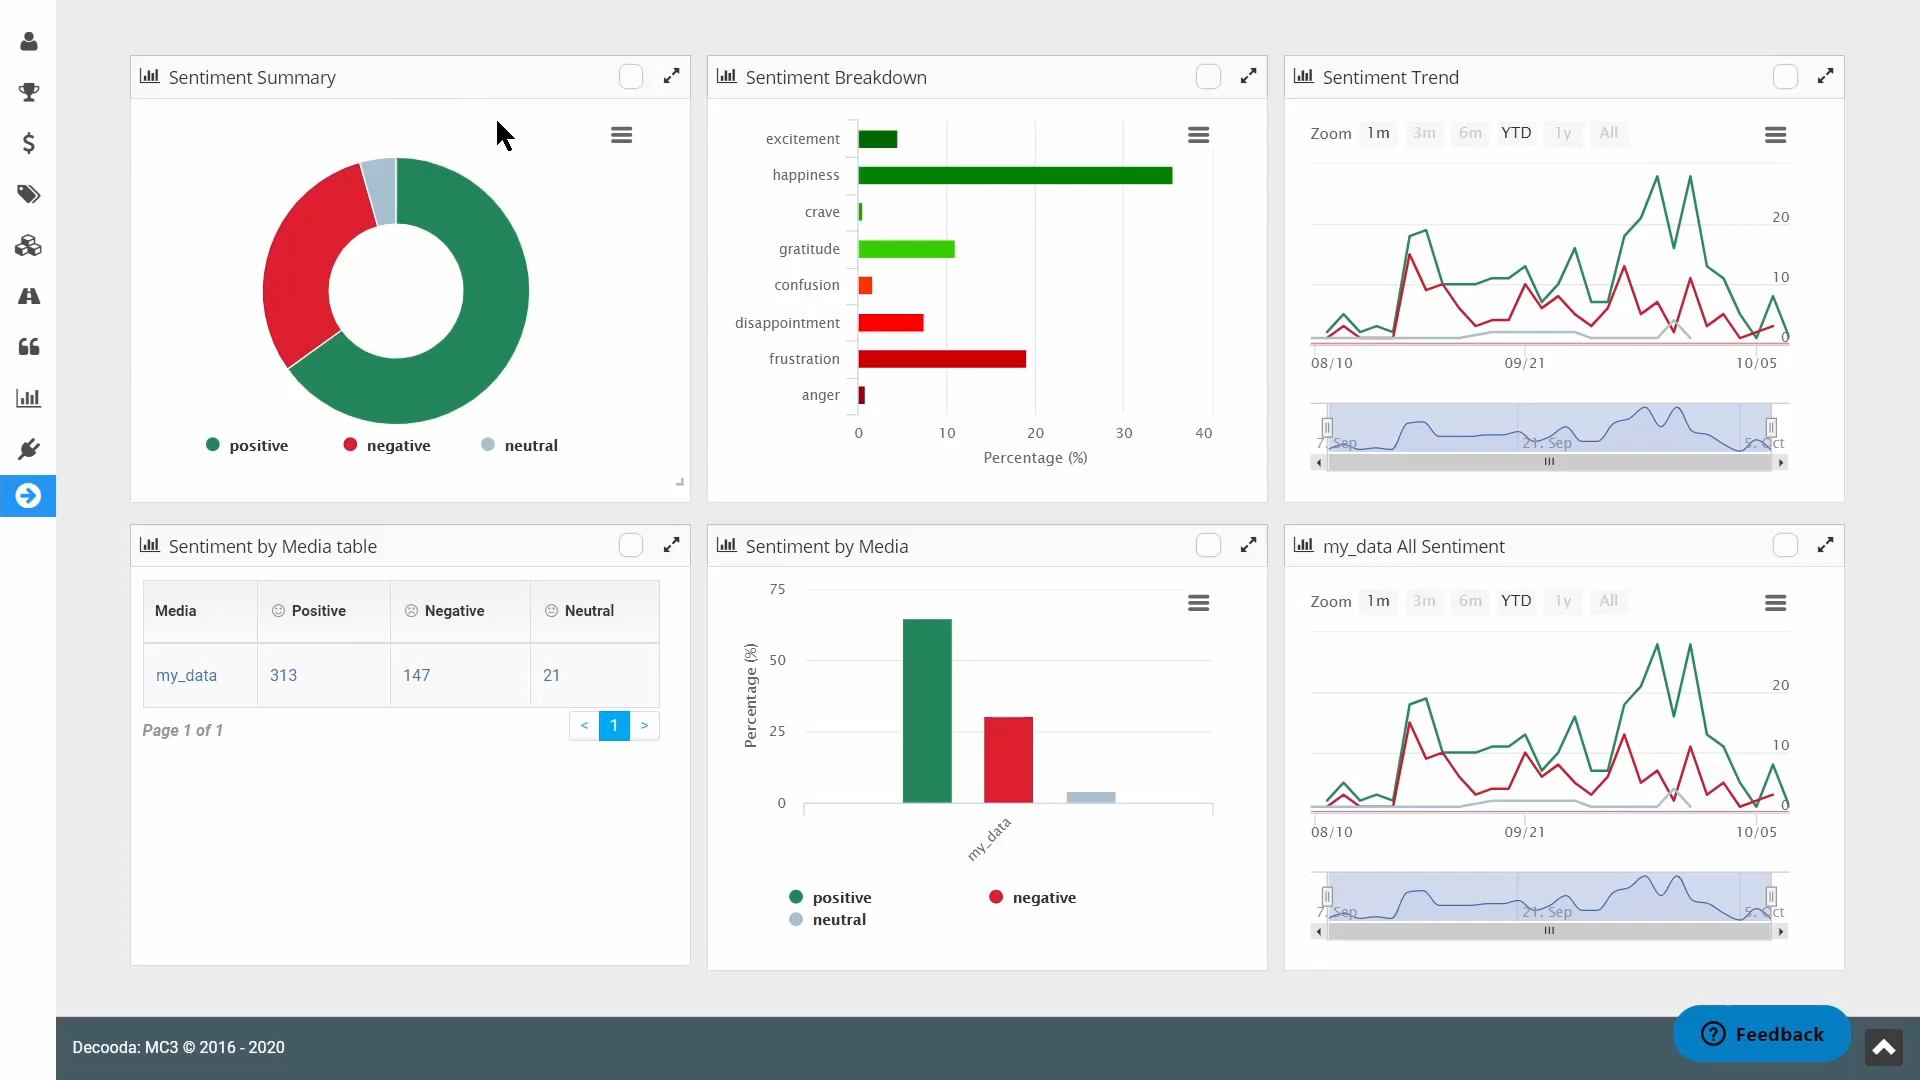 Sentiment Summary
positive
negative
neutral
Sentiment Breakdown
excitement
happiness
crave
gratitude
confusion
disappointment
frustration
anger
0 10 20 30 40
Percentage (%)
Sentiment Trend
Zoom 1m 3m 6m YTD 1y All
20
10
0
08/10 09/21 10/05
7. Sep 21. Sep 5. Oct
Sentiment by Media table
Media Positive Negative Neutral
my_data 313 147 21
Page 1 of 1
< 1 >
Sentiment by Media
75
50
25
0
Percentage (%)
my_data
positive
negative
neutral
my_data All Sentiment
Zoom 1m 3m 6m YTD 1y All
20
10
0
08/10 09/21 10/05
7. Sep 21. Sep 5. Oct
Decooda: MC3 © 2016 - 2020
Feedback